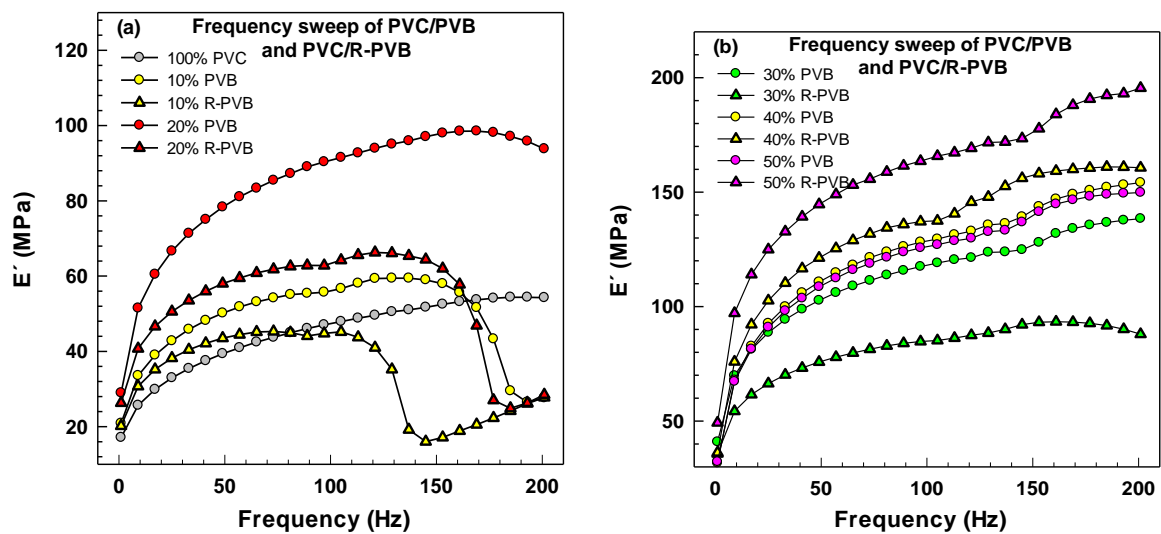 (a)
Frequency sweep of PVC/PVB
and PVC/R-PVB
100% PVC
10% PVB
10% R-PVB
20% PVB
20% R-PVB
120
100
80
60
40
20
E´ (MPa)
0
50
100
150
200
Frequency (Hz)
(b)
Frequency sweep of PVC/PVB
and PVC/R-PVB
30% PVB
30% R-PVB
40% PVB
40% R-PVB
50% PVB
50% R-PVB
200
150
100
50
E´ (MPa)
0
50
100
150
200
Frequency (Hz)